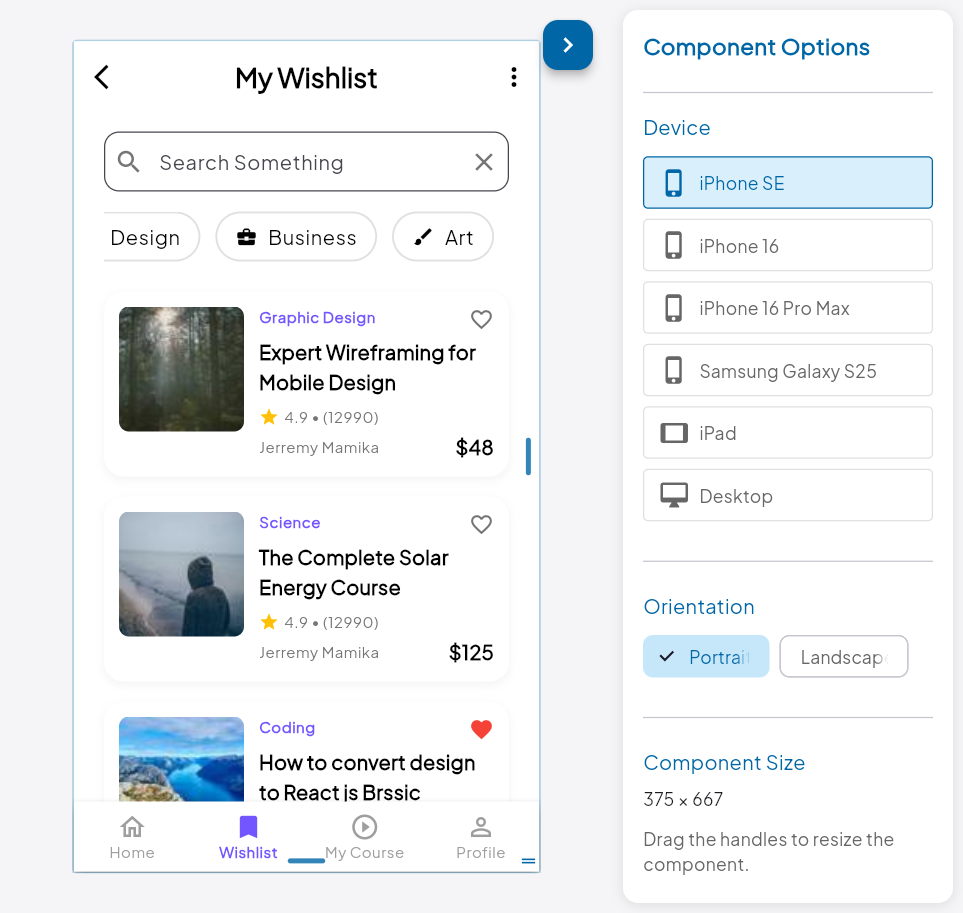 My Wishlist
Search Something
Design
Business
Art
Graphic Design
Expert Wireframing for
Mobile Design
4.9 • (12990)
Jerremy Mamika
$48
Science
The Complete Solar
Energy Course
4.9 • (12990)
Jerremy Mamika
$125
Coding
How to convert design
to React js Brssic
Home
Wishlist
My Course
Profile
Component Options
Device
iPhone SE
iPhone 16
iPhone 16 Pro Max
Samsung Galaxy S25
iPad
Desktop
Orientation
Portrai
Landscap
Component Size
375 × 667
Drag the handles to resize the
component.